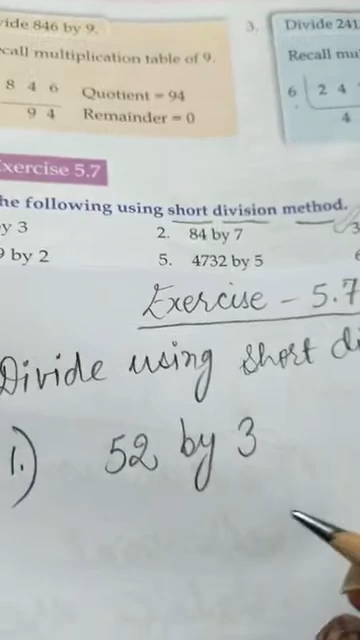 ide 846 by 9.
3. Divide 241
call multiplication table of 9.
Recall mu
8 4 6 Quotient = 94
9 4 Remainder = 0
6 2 4
4
Exercise 5.7
he following using short division method.
y 3 2. 84 by 7 3
9 by 2 5. 4732 by 5 6
Exercise - 5.7
Divide using short di
1.) 52 by 3